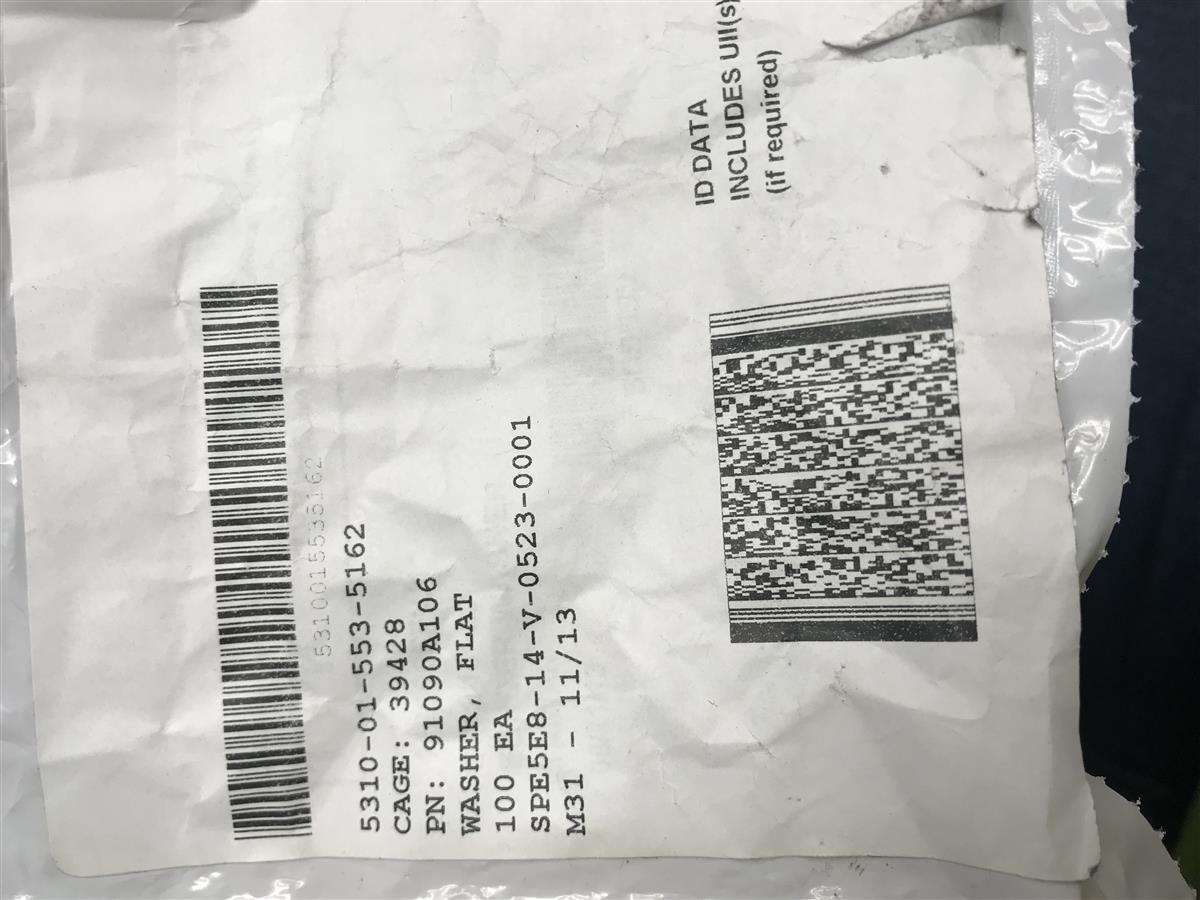 5310015535162
5310-01-553-5162
CAGE: 39428
PN: 91090A106
WASHER, FLAT
100 EA
SPE5E8-14-V-0523-0001
M31 - 11/13
ID DATA
INCLUDES UII(s)
(if required)